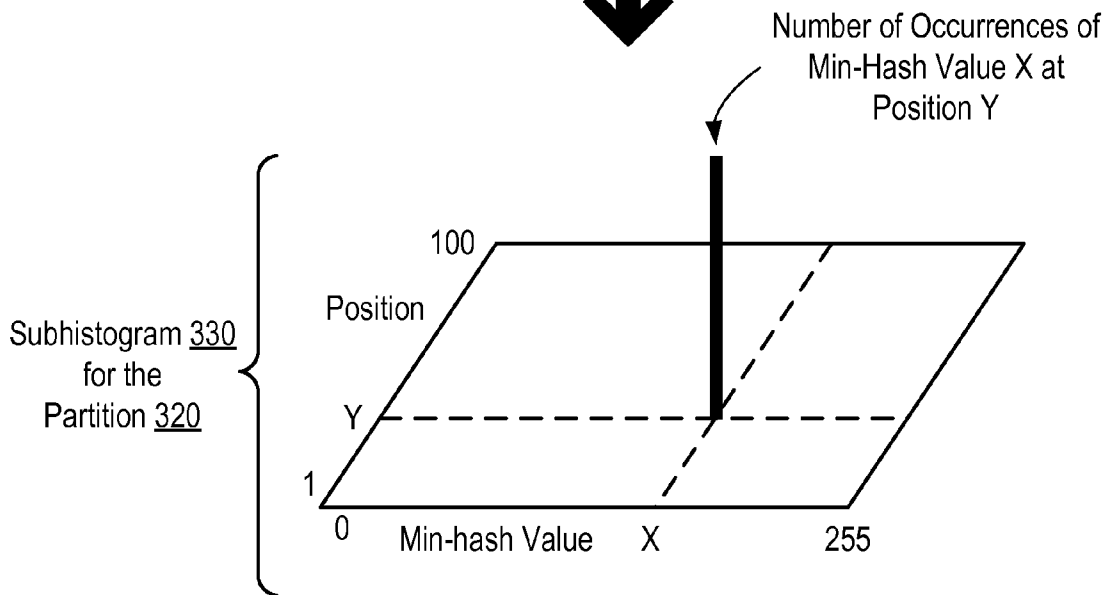 Number of Occurrences of
Min-Hash Value X at
Position Y
100
Position
Subhistogram 330
for the
Partition 320
Y
1
0
Min-hash Value
X
255